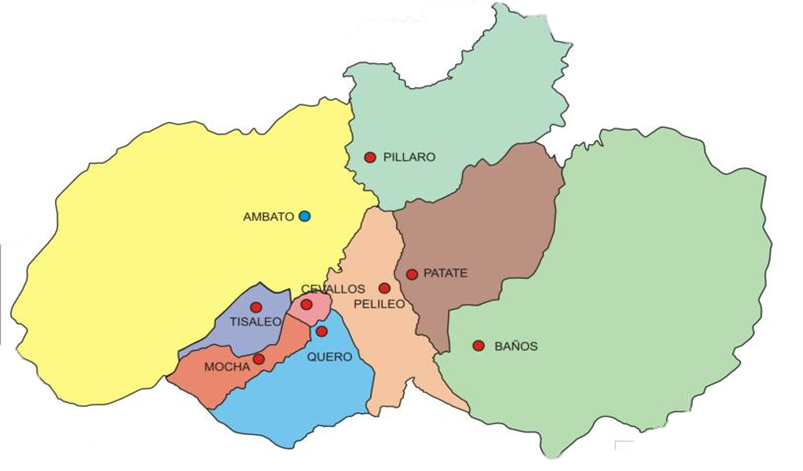 PILLARO
AMBATO
PATATE
CEVALLOS
PELILEO
TISALEO
BAÑOS
QUERO
MOCHA